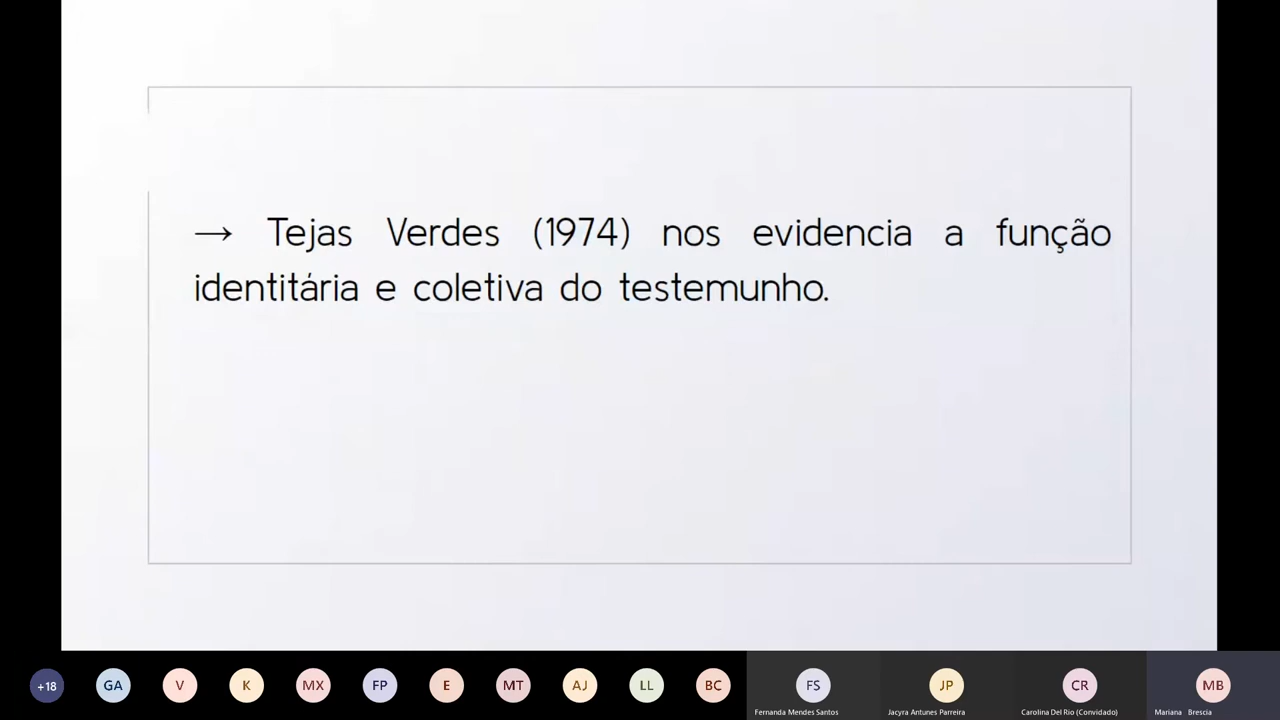 → Tejas Verdes (1974) nos evidencia a função
identitária e coletiva do testemunho.
+18 GA V K MX FP E MT AJ LL BC FS JP CR MB
Fernanda Mendes Santos Jacyra Antunes Parreira Carolina Del Rio (Convidado) Mariana Brescia